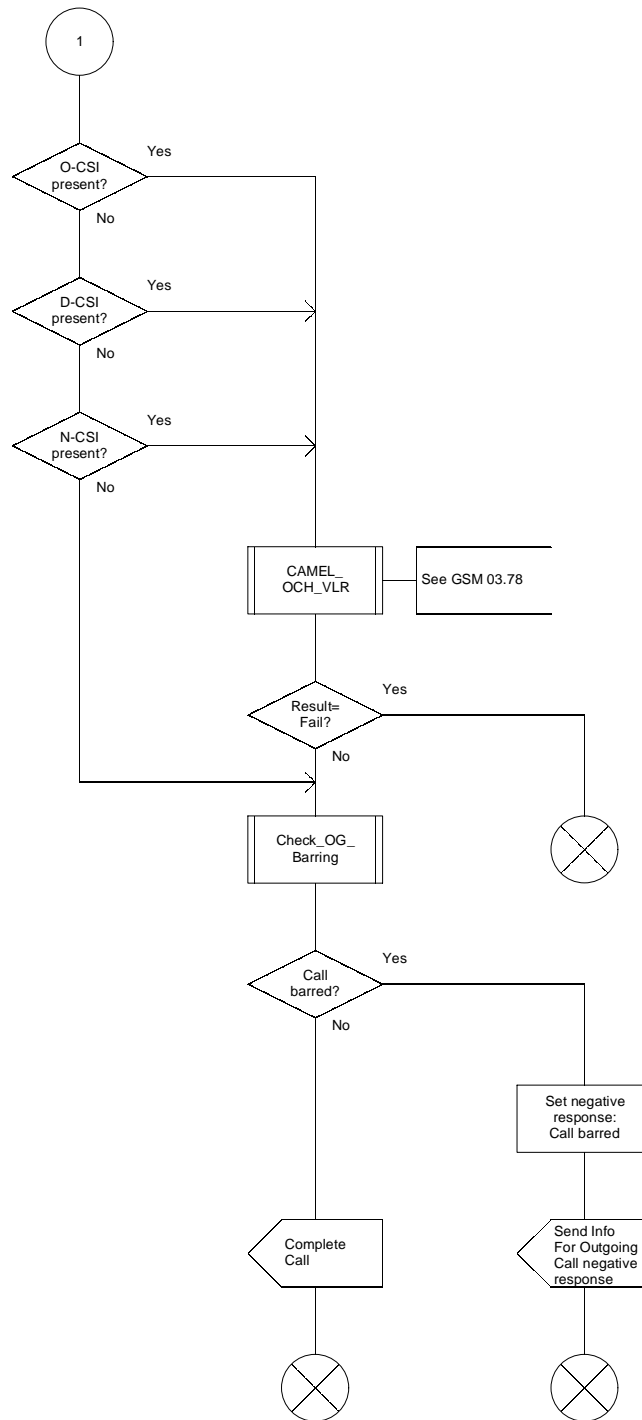 1
Yes
O-CSI
present?
No
Yes
D-CSI
present?
No
Yes
N-CSI
present?
No
CAMEL_
OCH_VLR
See GSM 03.78
Yes
Result=
Fail?
No
Check_OG_
Barring
Yes
Call
barred?
No
Set negative
response:
Call barred
Complete
Call
Send Info
For Outgoing
Call negative
response